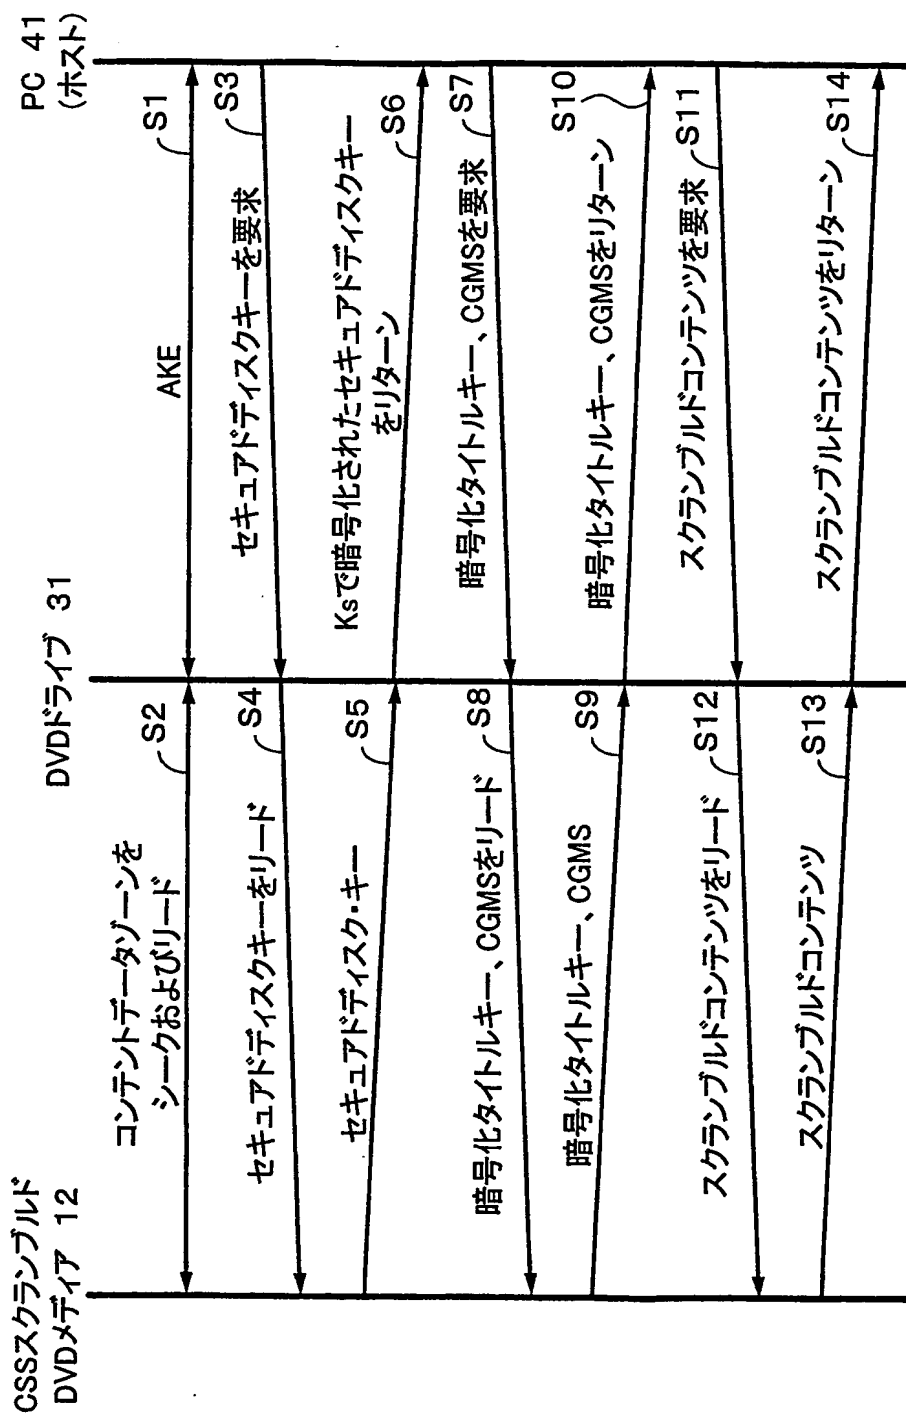 CSSスクランブルド
DVDメディア 12
DVDドライブ 31
PC 41
(ホスト)
コンテントデータゾーンを
シークおよびリード
S2
AKE
S1
セキュアドディスクキーを要求
S3
セキュアドディスクキーをリード
S4
セキュアドディスク・キー
S5
Ksで暗号化されたセキュアドディスクキー
をリターン
S6
暗号化タイトルキー、CGMSを要求
S7
暗号化タイトルキー、CGMSをリード
S8
暗号化タイトルキー、CGMS
S9
暗号化タイトルキー、CGMSをリターン
S10
スクランブルドコンテンツを要求
S11
スクランブルドコンテンツをリード
S12
スクランブルドコンテンツ
S13
スクランブルドコンテンツをリターン
S14